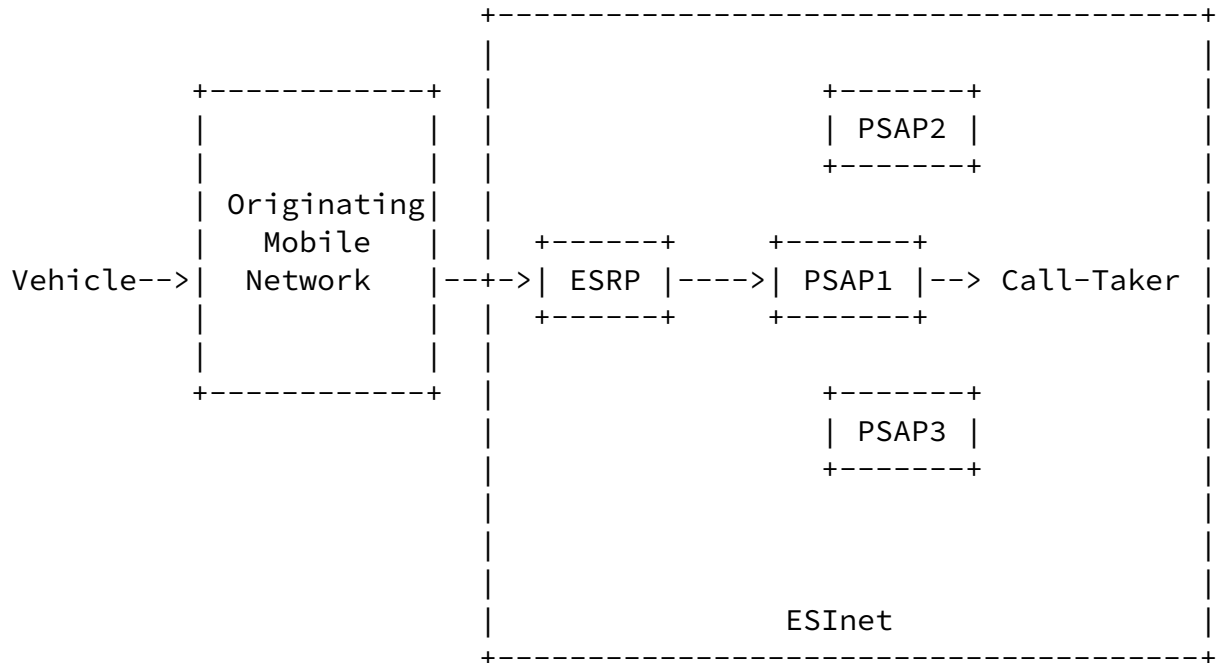 PSAP2
Originating
Mobile
Network
Vehicle-->
ESRP
PSAP1
--> Call-Taker
PSAP3
ESInet